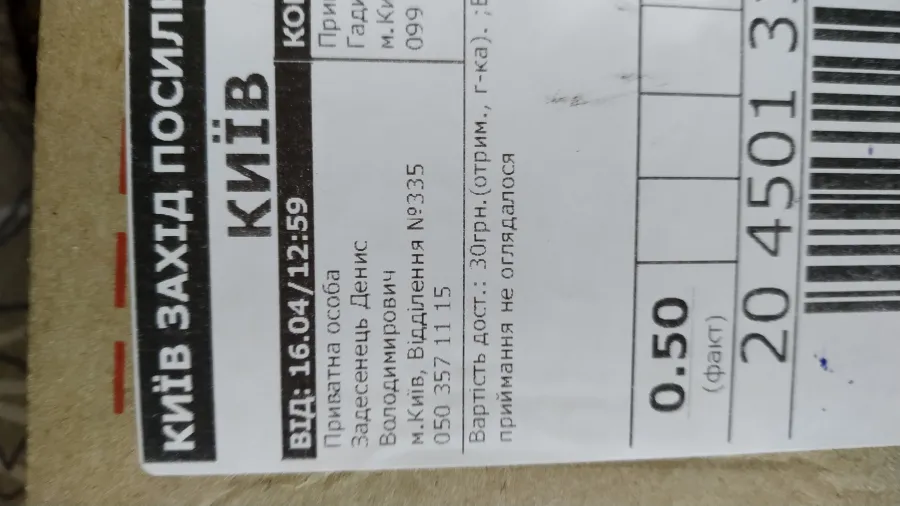 КИЇВ ЗАХІД ПОСИЛ
КИЇВ
ВІД: 16.04/12:59
Приватна особа
Задесенець Денис
Володимирович
м.Київ, Відділення №335
050 357 11 15
КО
При
Гади
м.Ки
099
Вартість дост.: 30грн.(отрим., г-ка). ;
приймання не оглядалося
0.50
(факт)
20 4501 3